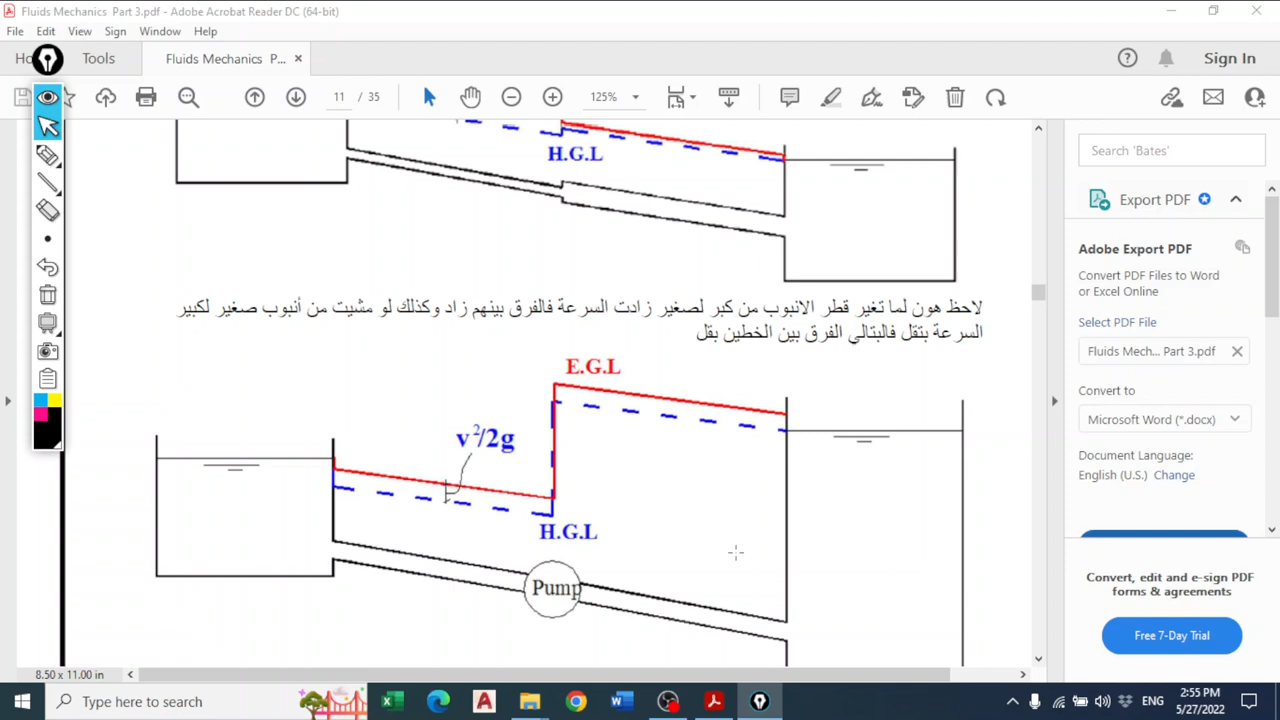 Fluids Mechanics Part 3.pdf - Adobe Acrobat Reader DC (64-bit)
File Edit View Sign Window Help
Tools
Fluids Mechanics P...
Sign In
11 / 35
125%
Search 'Bates'
H.G.L
Export PDF
Adobe Export PDF
Convert PDF Files to Word
or Excel Online
Select PDF File
Fluids Mech... Part 3.pdf
Convert to
Microsoft Word (*.docx)
Document Language:
English (U.S.) Change
Convert, edit and e-sign PDF
forms & agreements
Free 7-Day Trial
لاحظ هون لما تغير قطر الانبوب من كبر لصغير زادت السرعة فالفرق بينهم زاد وكذلك لو مشيت من أنبوب صغير لكبير
السرعة بتقل فالبتالي الفرق بين الخطين بقل
E.G.L
v²/2g
H.G.L
Pump
8.50 x 11.00 in
Type here to search
ENG
2:55 PM
5/27/2022